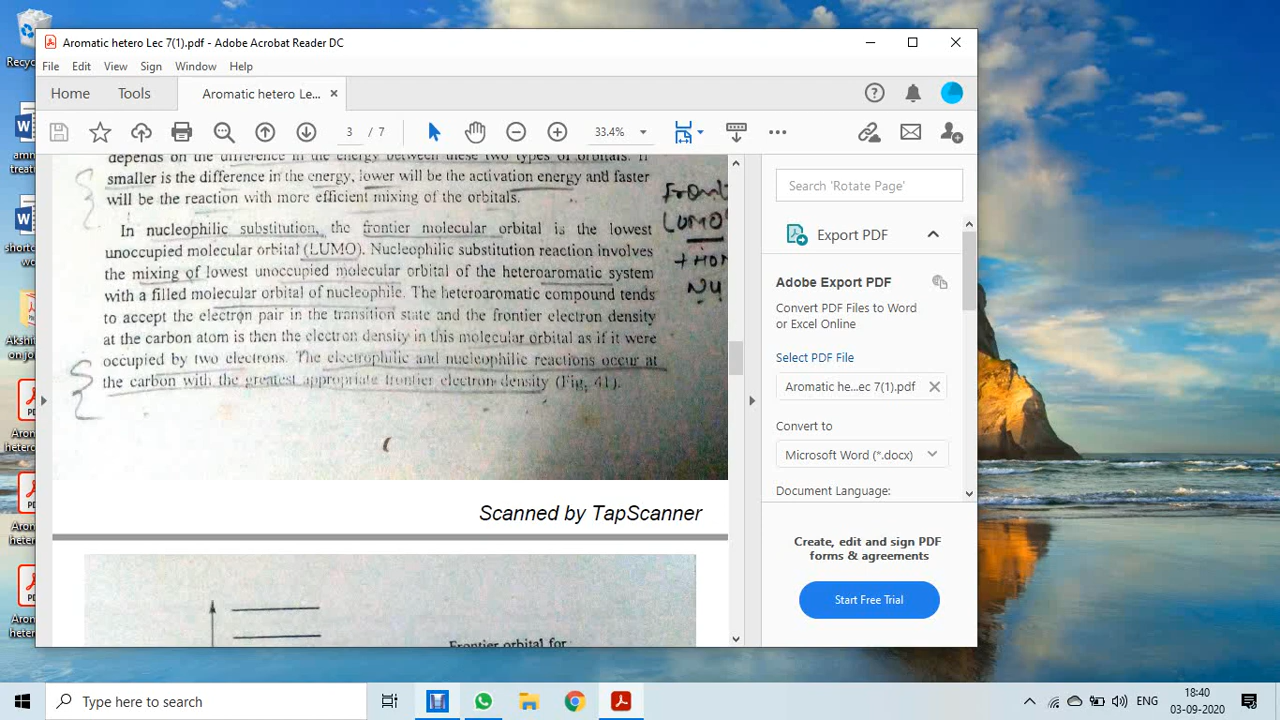 Recyc
Aromatic hetero Lec 7(1).pdf - Adobe Acrobat Reader DC
File Edit View Sign Window Help
Home Tools Aromatic hetero Le... ×
3 / 7 33.4%
depends on the difference in the energy between these two types of orbitals. If
smaller is the difference in the energy, lower will be the activation energy and faster
will be the reaction with more efficient mixing of the orbitals.
In nucleophilic substitution, the frontier molecular orbital is the lowest
unoccupied molecular orbital (LUMO). Nucleophilic substitution reaction involves
the mixing of lowest unoccupied molecular orbital of the heteroaromatic system
with a filled molecular orbital of nucleophile. The heteroaromatic compound tends
to accept the electron pair in the transition state and the frontier electron density
at the carbon atom is then the electron density in this molecular orbital as if it were
occupied by two electrons. The electrophilic and nucleophilic reactions occur at
the carbon with the greatest appropriate frontier electron density (Fig. 41).
Front
LUMO
+ HOM
Nu
Scanned by TapScanner
Frontier orbital for
Search 'Rotate Page'
Export PDF
Adobe Export PDF
Convert PDF Files to Word
or Excel Online
Select PDF File
Aromatic he...ec 7(1).pdf
Convert to
Microsoft Word (*.docx)
Document Language:
Create, edit and sign PDF
forms & agreements
Start Free Trial
Type here to search
ENG
18:40
03-09-2020